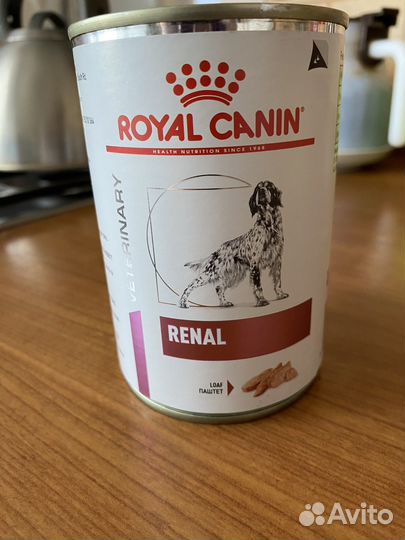 ROYAL CANIN
HEALTH NUTRITION SINCE 1968
VETERINARY
RENAL
LOAF
ПАШТЕТ
Avito